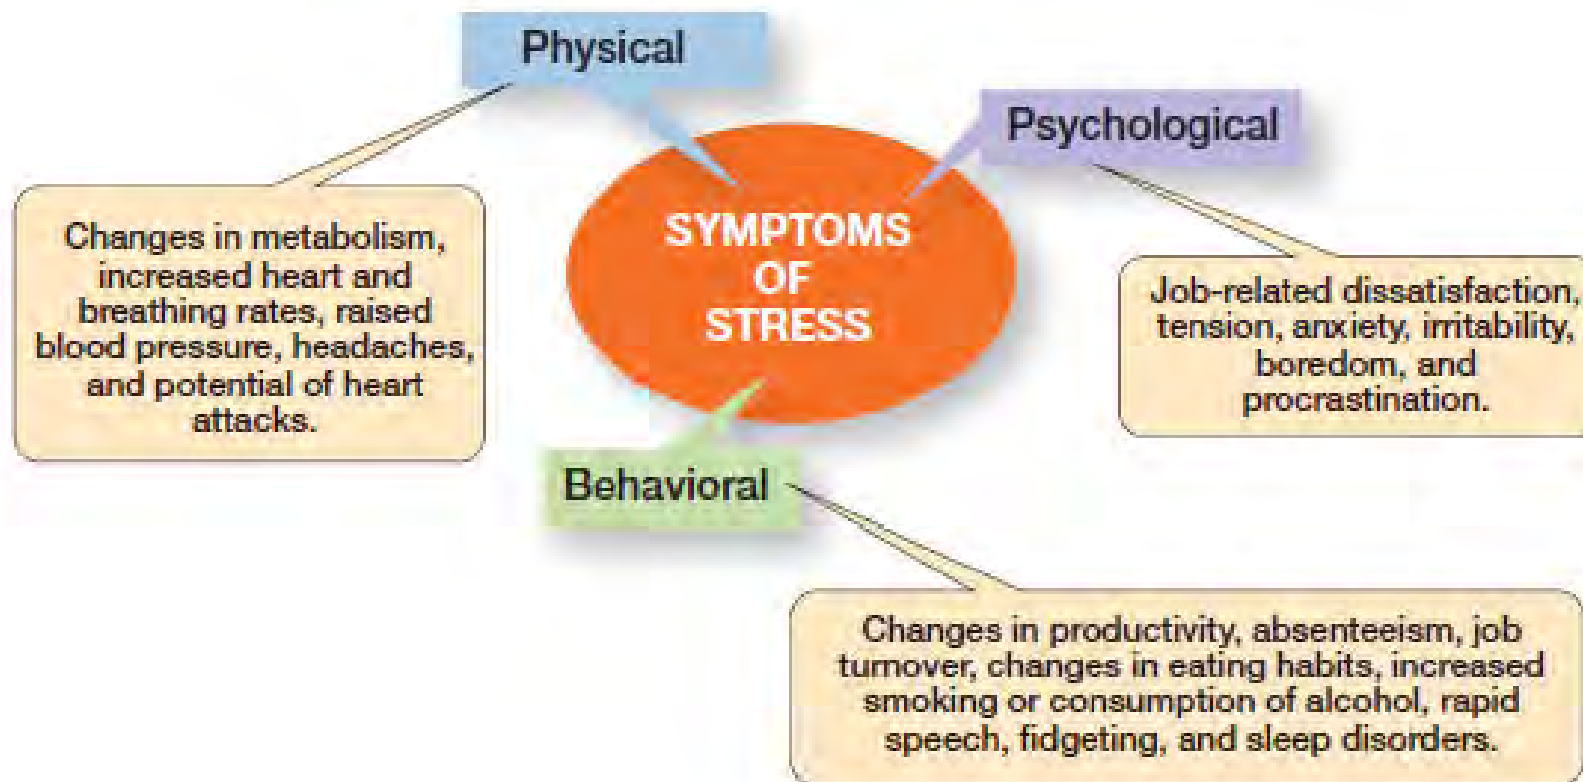 Physical
Psychological
SYMPTOMS
OF
STRESS
Changes in metabolism,
increased heart and
breathing rates, raised
blood pressure, headaches,
and potential of heart
attacks.
Job-related dissatisfaction,
tension, anxiety, irritability,
boredom, and
procrastination.
Behavioral
Changes in productivity, absenteeism, job
turnover, changes in eating habits, increased
smoking or consumption of alcohol, rapid
speech, fidgeting, and sleep disorders.